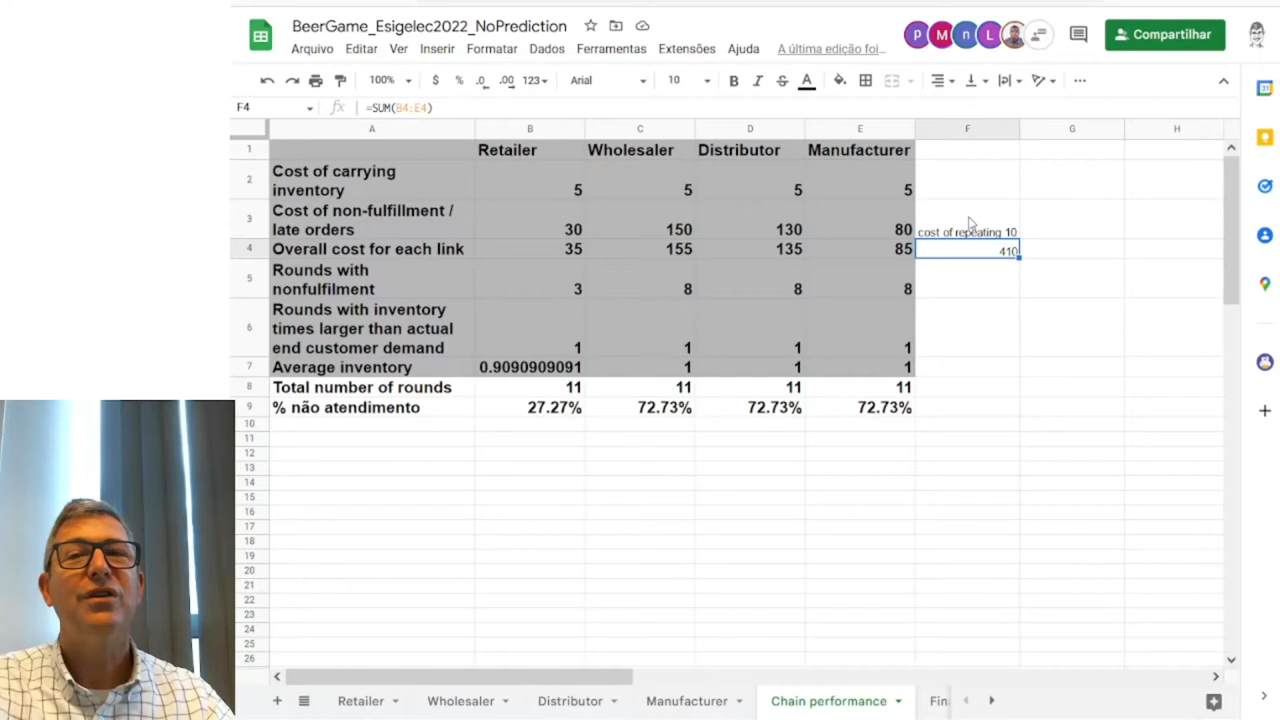 BeerGame_Esigelec2022_NoPrediction
Arquivo Editar Ver Inserir Formatar Dados Ferramentas Extensões Ajuda A última edição foi...
P M n L
Compartilhar
100% $ % .0 .00 123 Arial 10 B I S A
F4 fx =SUM(B4:E4)
A B C D E F G H
1 Retailer Wholesaler Distributor Manufacturer
Cost of carrying
2 inventory 5 5 5 5
Cost of non-fulfillment /
3 late orders 30 150 130 80 cost of repeating 10
4 Overall cost for each link 35 155 135 85 410
Rounds with
5 nonfulfilment 3 8 8 8
Rounds with inventory
6 times larger than actual
end customer demand 1 1 1 1
7 Average inventory 0.9090909091 1 1 1
8 Total number of rounds 11 11 11 11
9 % não atendimento 27.27% 72.73% 72.73% 72.73%
10
11
12
13
14
15
16
17
18
19
20
21
22
23
24
25
26
Retailer Wholesaler Distributor Manufacturer Chain performance Fin